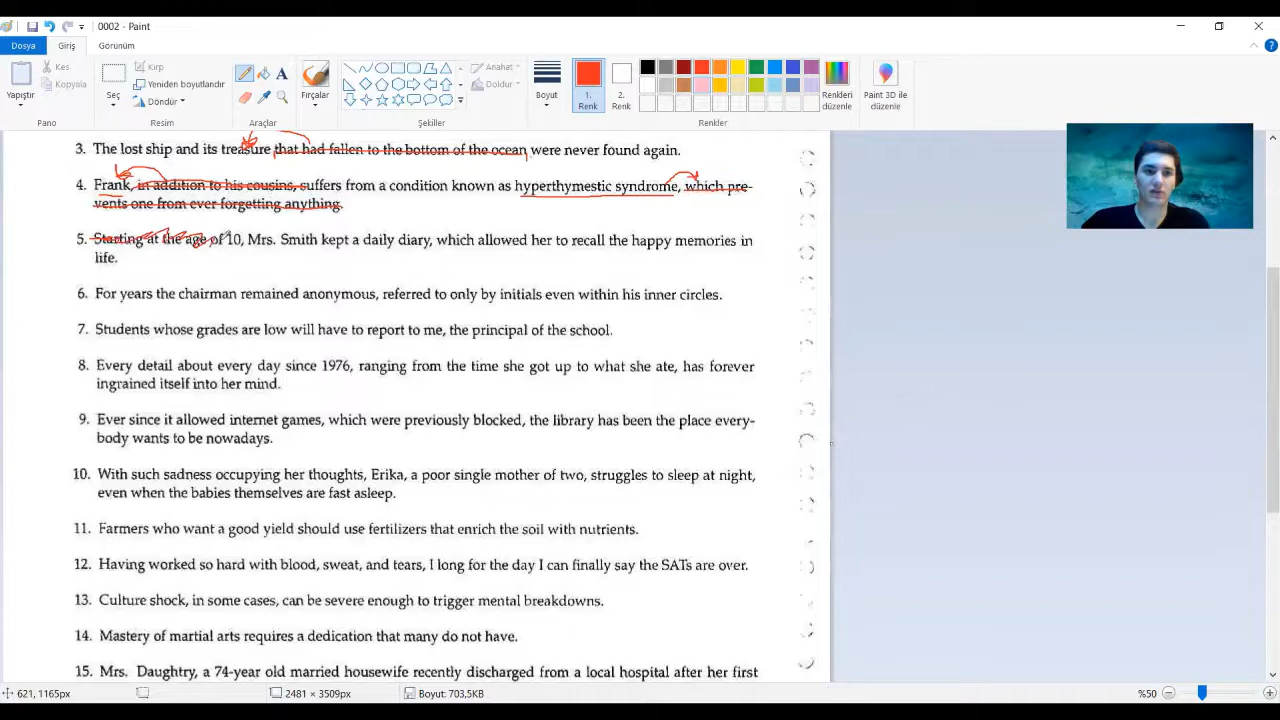 0002 - Paint
Dosya Giriş Görünüm
Yapıştır
Kes
Kopyala
Pano
Seç
Kırp
Yeniden boyutlandır
Döndür
Resim
Araçlar
Fırçalar
Anahat
Doldur
Şekiller
Boyut
1. Renk
2. Renk
Renkleri düzenle
Renkler
Paint 3D ile düzenle
3. The lost ship and its treasure that had fallen to the bottom of the ocean were never found again.
4. Frank, in addition to his cousins, suffers from a condition known as hyperthymestic syndrome, which pre-
vents one from ever forgetting anything.
5. Starting at the age of 10, Mrs. Smith kept a daily diary, which allowed her to recall the happy memories in
life.
6. For years the chairman remained anonymous, referred to only by initials even within his inner circles.
7. Students whose grades are low will have to report to me, the principal of the school.
8. Every detail about every day since 1976, ranging from the time she got up to what she ate, has forever
ingrained itself into her mind.
9. Ever since it allowed internet games, which were previously blocked, the library has been the place every-
body wants to be nowadays.
10. With such sadness occupying her thoughts, Erika, a poor single mother of two, struggles to sleep at night,
even when the babies themselves are fast asleep.
11. Farmers who want a good yield should use fertilizers that enrich the soil with nutrients.
12. Having worked so hard with blood, sweat, and tears, I long for the day I can finally say the SATs are over.
13. Culture shock, in some cases, can be severe enough to trigger mental breakdowns.
14. Mastery of martial arts requires a dedication that many do not have.
15. Mrs. Daughtry, a 74-year old married housewife recently discharged from a local hospital after her first
621, 1165px
2481 × 3509px
Boyut: 703,5KB
%50